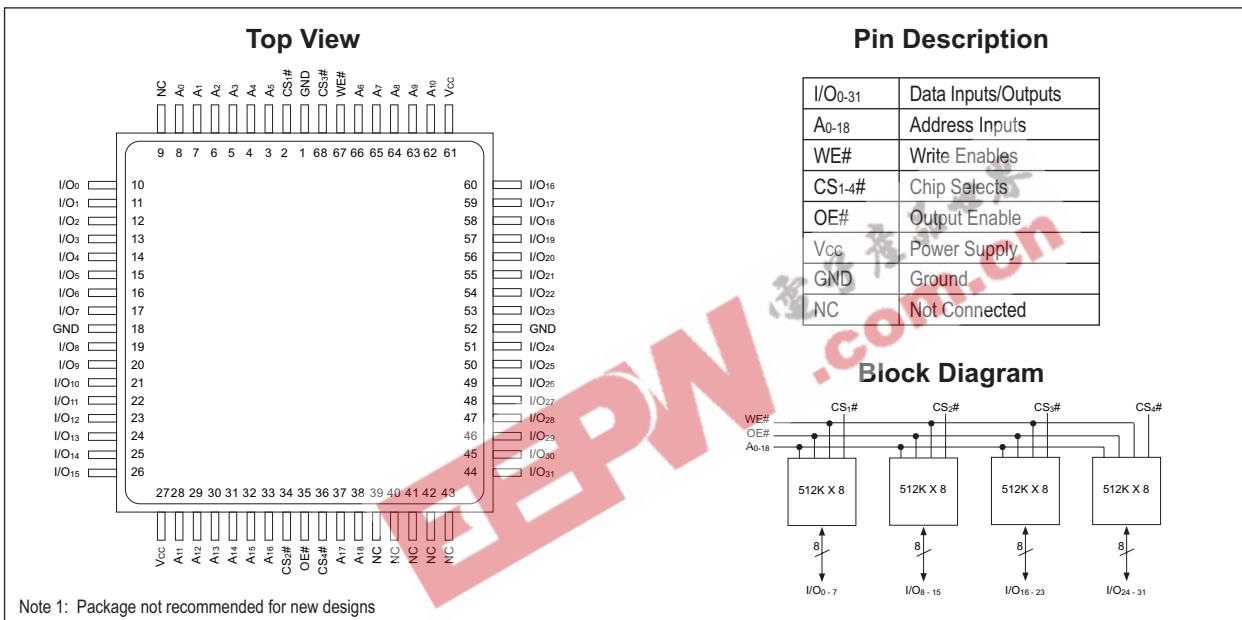 Top View
NC A0 A1 A2 A3 A4 A5 CS1# GND CS3# WE# A6 A7 A8 A9 A10 Vcc
9 8 7 6 5 4 3 2 1 68 67 66 65 64 63 62 61
I/O0 10 60 I/O16
I/O1 11 59 I/O17
I/O2 12 58 I/O18
I/O3 13 57 I/O19
I/O4 14 56 I/O20
I/O5 15 55 I/O21
I/O6 16 54 I/O22
I/O7 17 53 I/O23
GND 18 52 GND
I/O8 19 51 I/O24
I/O9 20 50 I/O25
I/O10 21 49 I/O26
I/O11 22 48 I/O27
I/O12 23 47 I/O28
I/O13 24 46 I/O29
I/O14 25 45 I/O30
I/O15 26 44 I/O31
27 28 29 30 31 32 33 34 35 36 37 38 39 40 41 42 43
Vcc A11 A12 A13 A14 A15 A16 CS2# OE# CS4# A17 A18 NC NC NC NC NC
Note 1: Package not recommended for new designs
Pin Description
I/O0-31 Data Inputs/Outputs
A0-18 Address Inputs
WE# Write Enables
CS1-4# Chip Selects
OE# Output Enable
Vcc Power Supply
GND Ground
NC Not Connected
Block Diagram
CS1# CS2# CS3# CS4#
WE#
OE#
A0-18
512K X 8 512K X 8 512K X 8 512K X 8
8 8 8 8
I/O0 - 7 I/O8 - 15 I/O16 - 23 I/O24 - 31
EEPW
.com.cn
電子產品世界